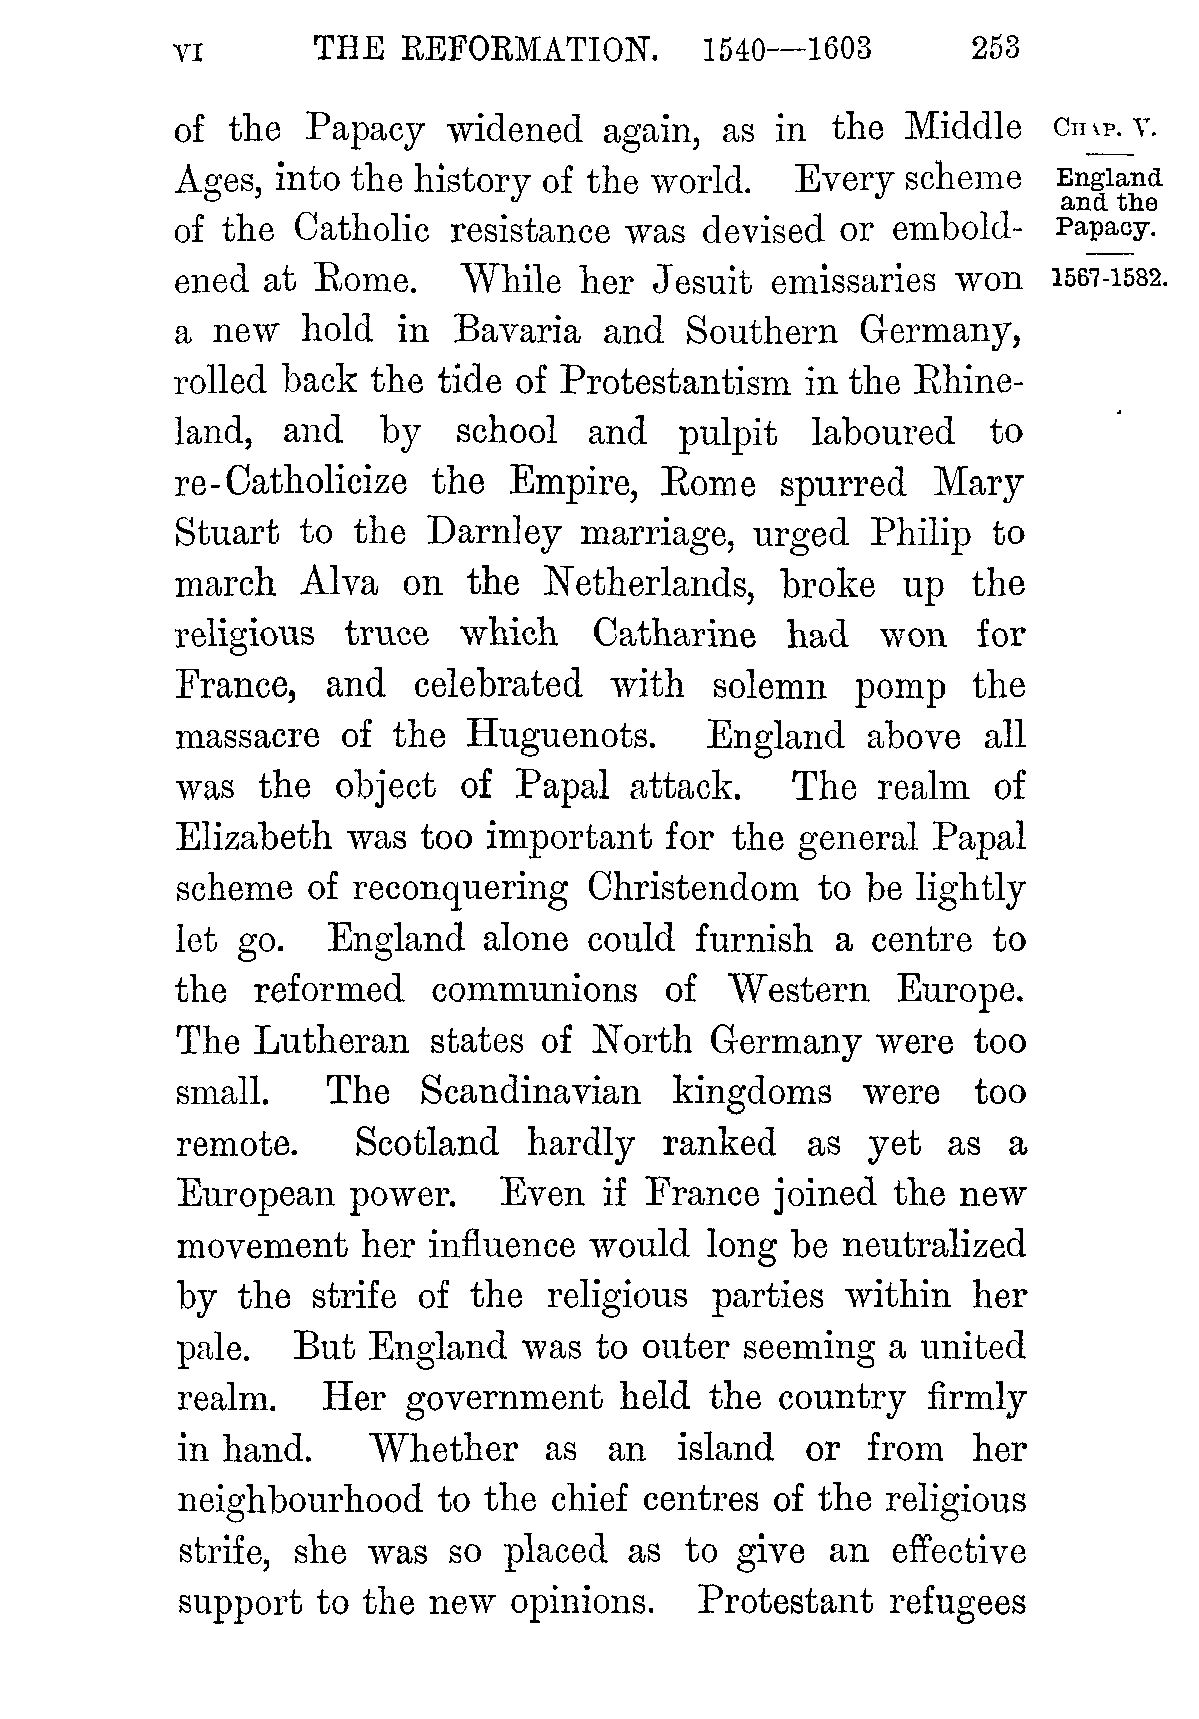 VI THE REFORMATION. 1540—1603 253
of the Papacy widened again, as in the Middle
Ages, into the history of the world. Every scheme
of the Catholic resistance was devised or embold-
ened at Rome. While her Jesuit emissaries won
a new hold in Bavaria and Southern Germany,
rolled back the tide of Protestantism in the Rhine-
land, and by school and pulpit laboured to
re-Catholicize the Empire, Rome spurred Mary
Stuart to the Darnley marriage, urged Philip to
march Alva on the Netherlands, broke up the
religious truce which Catharine had won for
France, and celebrated with solemn pomp the
massacre of the Huguenots. England above all
was the object of Papal attack. The realm of
Elizabeth was too important for the general Papal
scheme of reconquering Christendom to be lightly
let go. England alone could furnish a centre to
the reformed communions of Western Europe.
The Lutheran states of North Germany were too
small. The Scandinavian kingdoms were too
remote. Scotland hardly ranked as yet as a
European power. Even if France joined the new
movement her influence would long be neutralized
by the strife of the religious parties within her
pale. But England was to outer seeming a united
realm. Her government held the country firmly
in hand. Whether as an island or from her
neighbourhood to the chief centres of the religious
strife, she was so placed as to give an effective
support to the new opinions. Protestant refugees
CHAP. V.
England
and the
Papacy.
1567-1582.